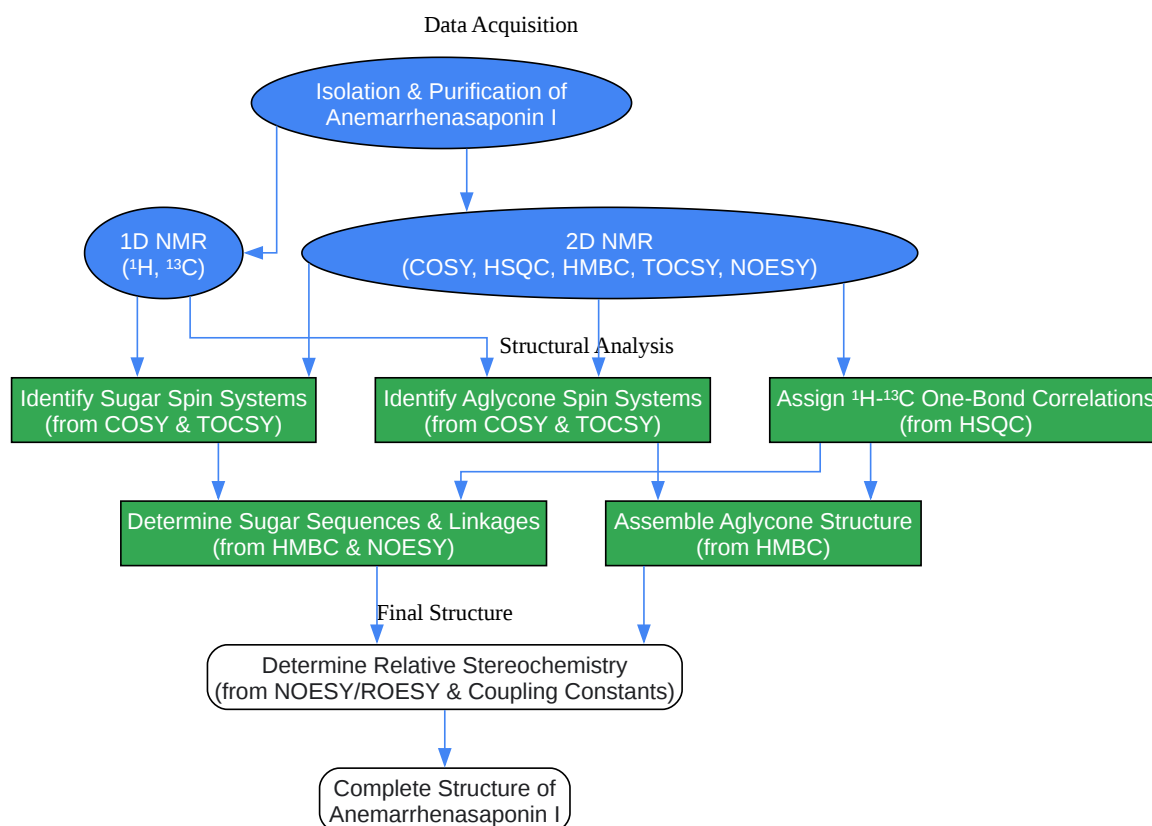 Data Acquisition
Isolation & Purification of
Anemarrhenasaponin I
1D NMR
(¹H, ¹³C)
2D NMR
(COSY, HSQC, HMBC, TOCSY, NOESY)
Structural Analysis
Identify Sugar Spin Systems
(from COSY & TOCSY)
Identify Aglycone Spin Systems
(from COSY & TOCSY)
Assign ¹H-¹³C One-Bond Correlations
(from HSQC)
Determine Sugar Sequences & Linkages
(from HMBC & NOESY)
Assemble Aglycone Structure
(from HMBC)
Final Structure
Determine Relative Stereochemistry
(from NOESY/ROESY & Coupling Constants)
Complete Structure of
Anemarrhenasaponin I